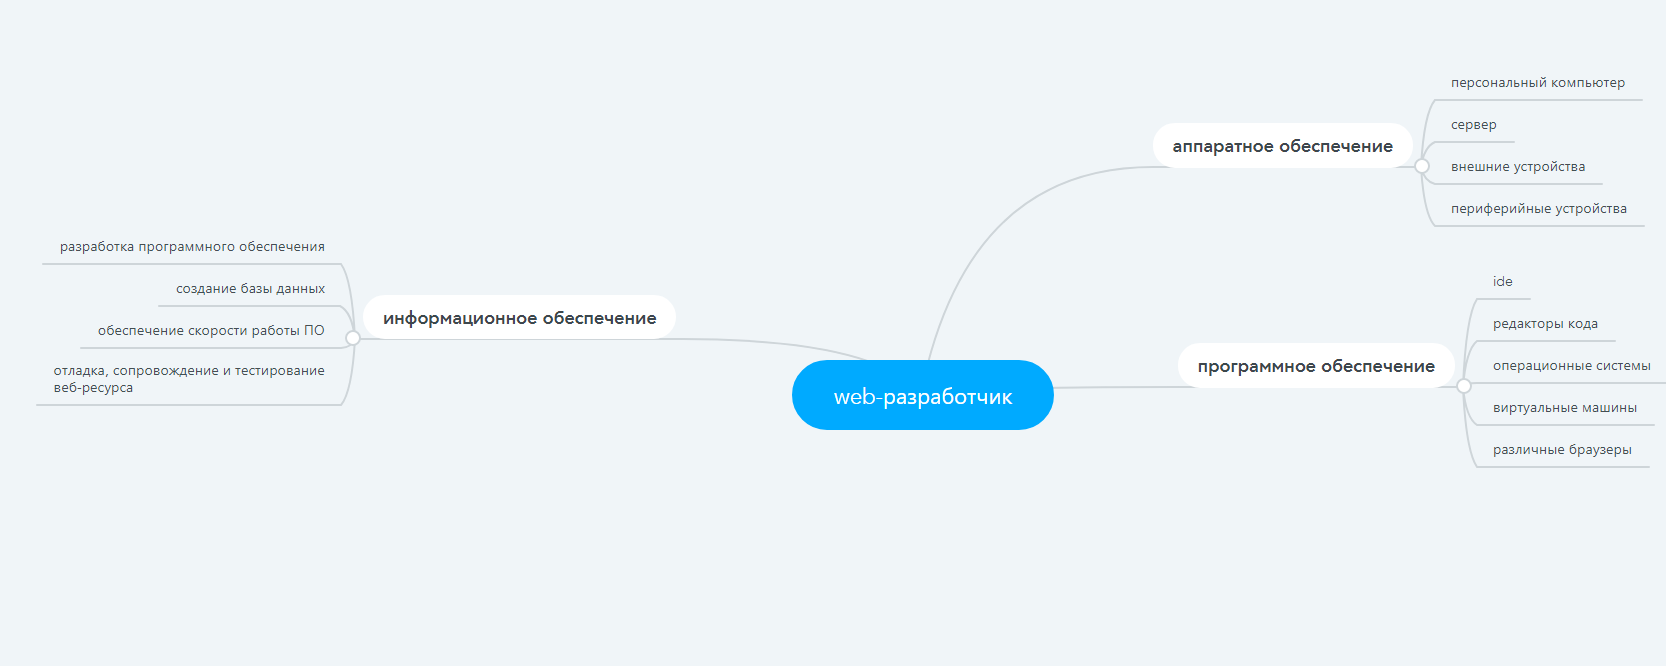 персональный компьютер
сервер
аппаратное обеспечение
внешние устройства
периферийные устройства
разработка программного обеспечения
создание базы данных
информационное обеспечение
обеспечение скорости работы ПО
отладка, сопровождение и тестирование
веб-ресурса
web-разработчик
ide
редакторы кода
программное обеспечение
операционные системы
виртуальные машины
различные браузеры